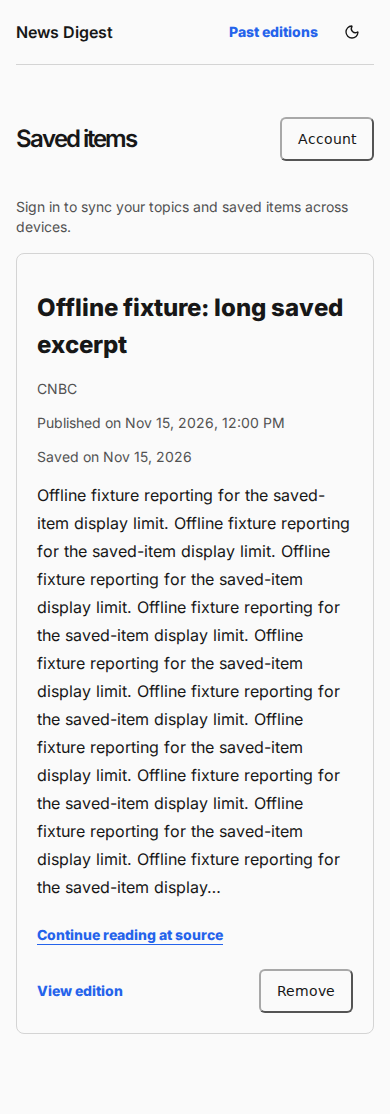 News Digest
Past editions
Saved items
Account
Sign in to sync your topics and saved items across
devices.
Offline fixture: long saved
excerpt
CNBC
Published on Nov 15, 2026, 12:00 PM
Saved on Nov 15, 2026
Offline fixture reporting for the saved-
item display limit. Offline fixture reporting
for the saved-item display limit. Offline
fixture reporting for the saved-item
display limit. Offline fixture reporting for
the saved-item display limit. Offline
fixture reporting for the saved-item
display limit. Offline fixture reporting for
the saved-item display limit. Offline
fixture reporting for the saved-item
display limit. Offline fixture reporting for
the saved-item display limit. Offline
fixture reporting for the saved-item
display limit. Offline fixture reporting for
the saved-item display…
Continue reading at source
View edition
Remove